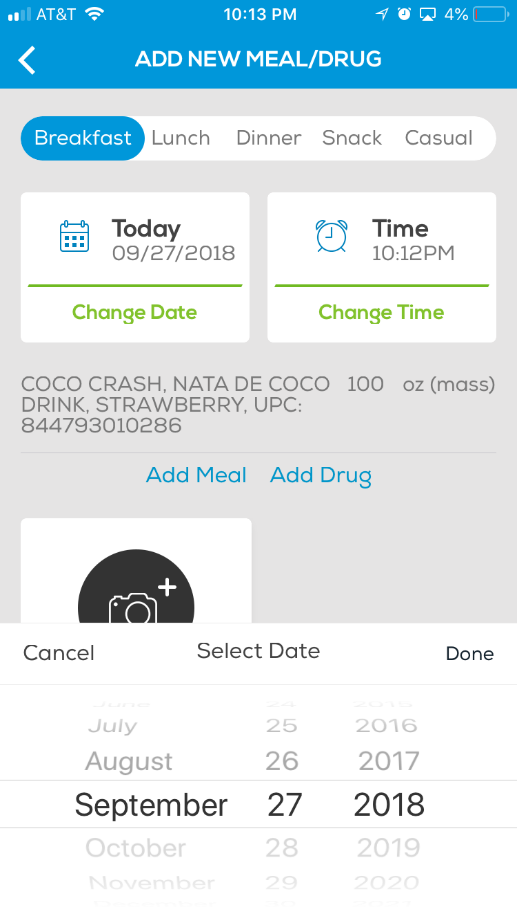 AT&T 10:13 PM 4%
ADD NEW MEAL/DRUG
Breakfast Lunch Dinner Snack Casual
Today
09/27/2018
Change Date
Time
10:12PM
Change Time
COCO CRASH, NATA DE COCO 100 oz (mass)
DRINK, STRAWBERRY, UPC:
844793010286
Add Meal Add Drug
Cancel Select Date Done
June 24 2015
July 25 2016
August 26 2017
September 27 2018
October 28 2019
November 29 2020